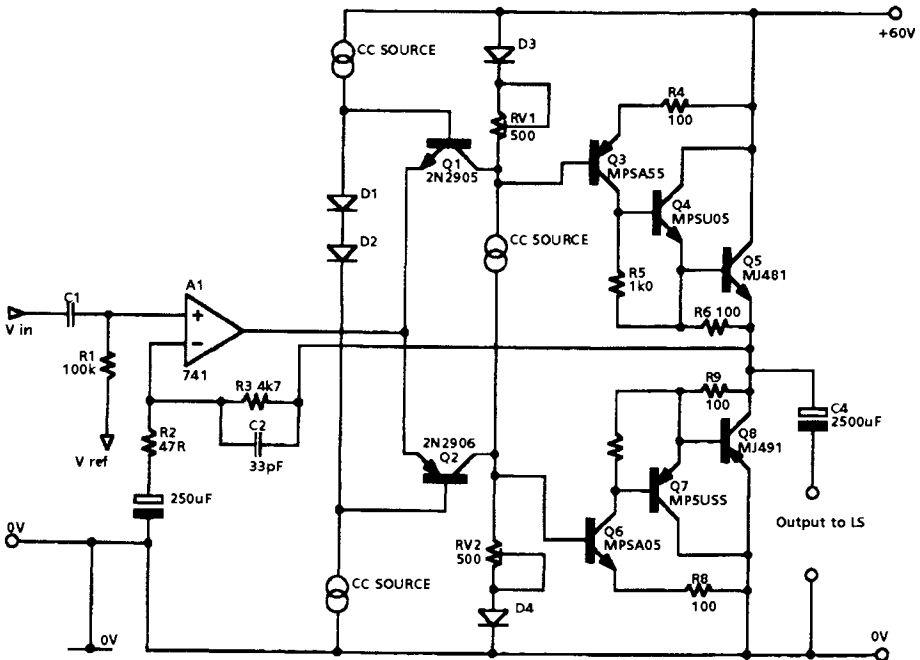 +60V
CC SOURCE
D3
RV1
500
R4
100
Q1
2N2905
Q3
MPSA55
Q4
MPSU05
D1
D2
CC SOURCE
Q5
MJ481
R5
1k0
R6 100
C1
V in
A1
741
R1
100k
V ref
R3 4k7
C2
33pF
R2
47R
250uF
R9
100
C4
2500uF
2N2906
Q2
Q8
MJ491
Q7
MP5USS
Q6
MPSA05
Output to LS
0V
RV2
500
CC SOURCE
R8
100
D4
0V
0V